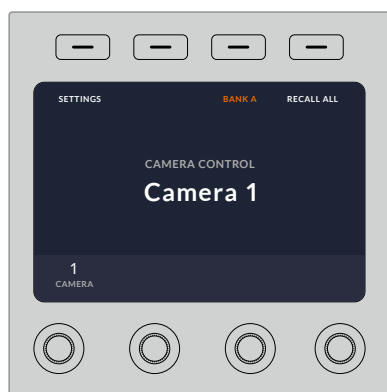 SETTINGS BANK A RECALL ALL
CAMERA CONTROL
Camera 1
1
CAMERA